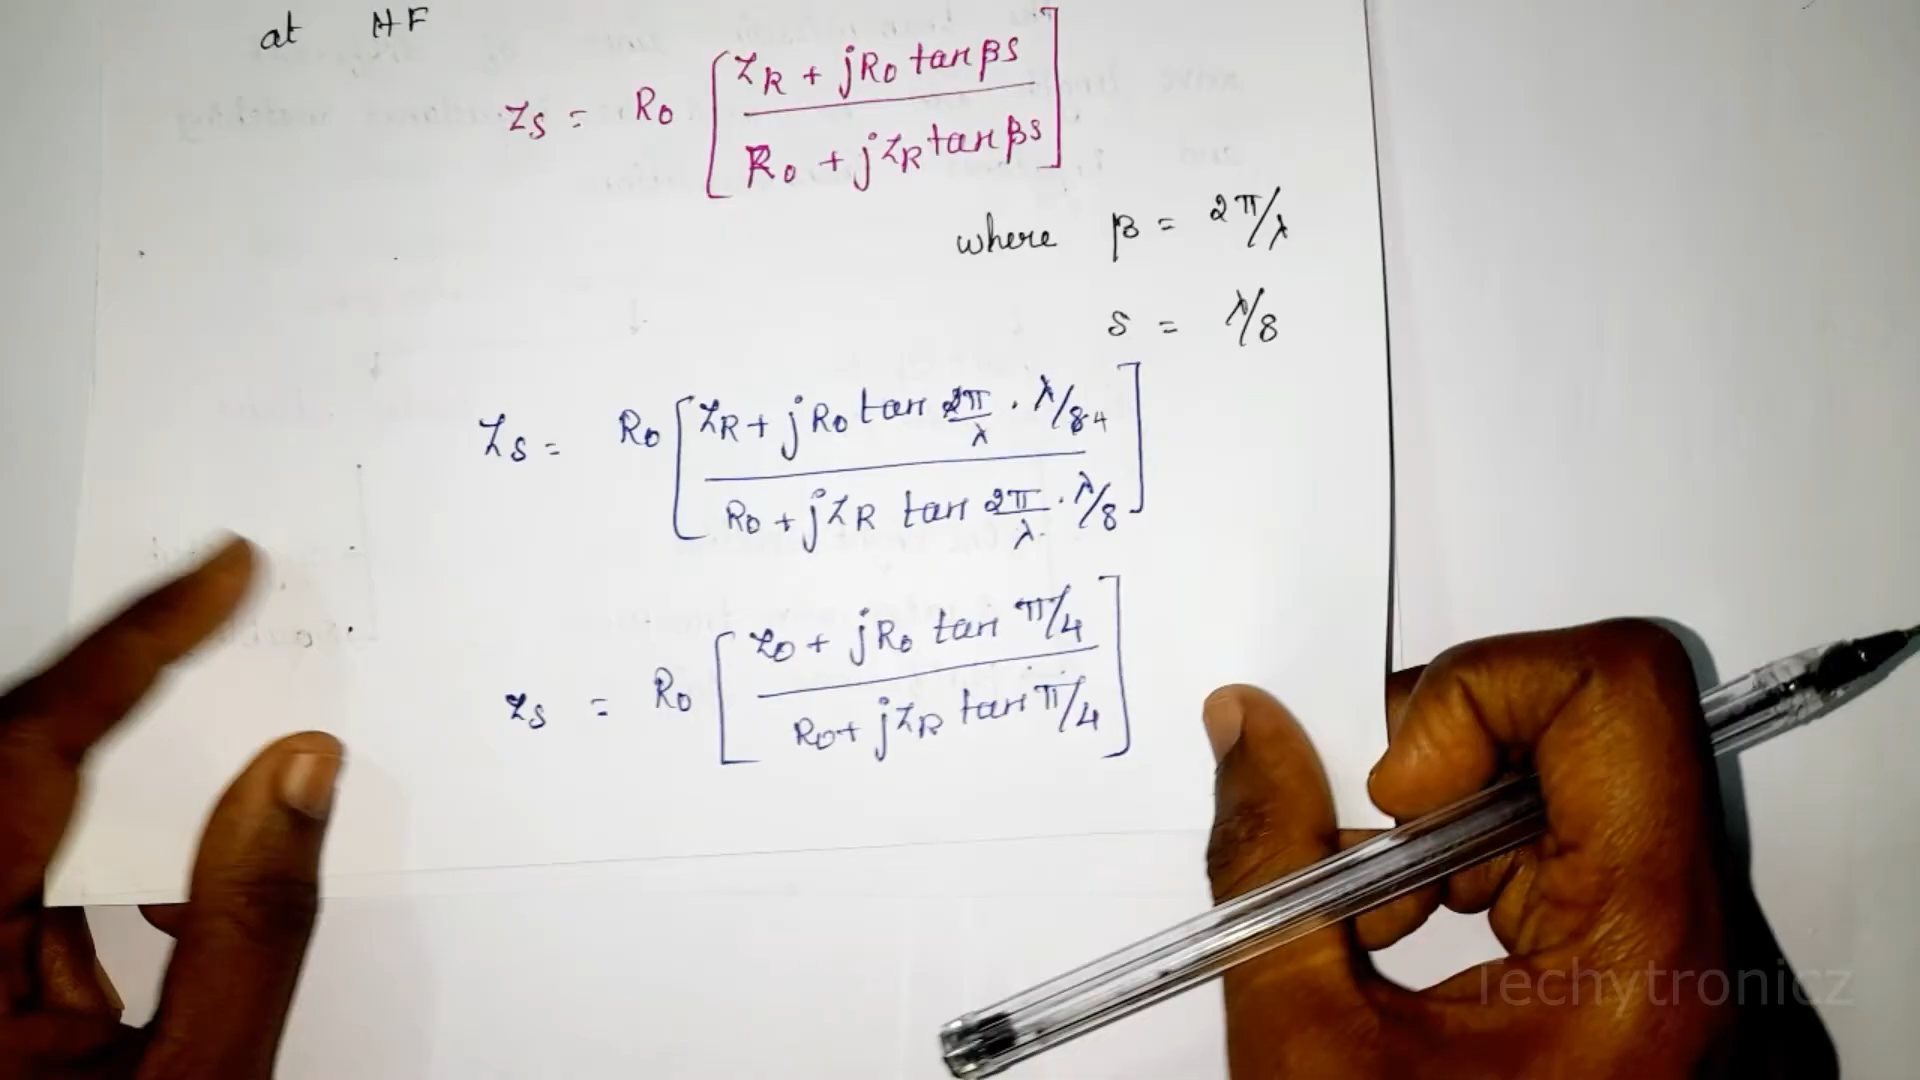 at HF
Zs = R0 [ZR + jR0 tan βs / R0 + jZR tan βs]
where β = 2π/λ
s = λ/8
Zs = R0 [ZR + jR0 tan 2π/λ . λ/8 4 / R0 + jZR tan 2π/λ . λ/8]
Zs = R0 [Z0 + jR0 tan π/4 / R0 + jZR tan π/4]
Techytronicz